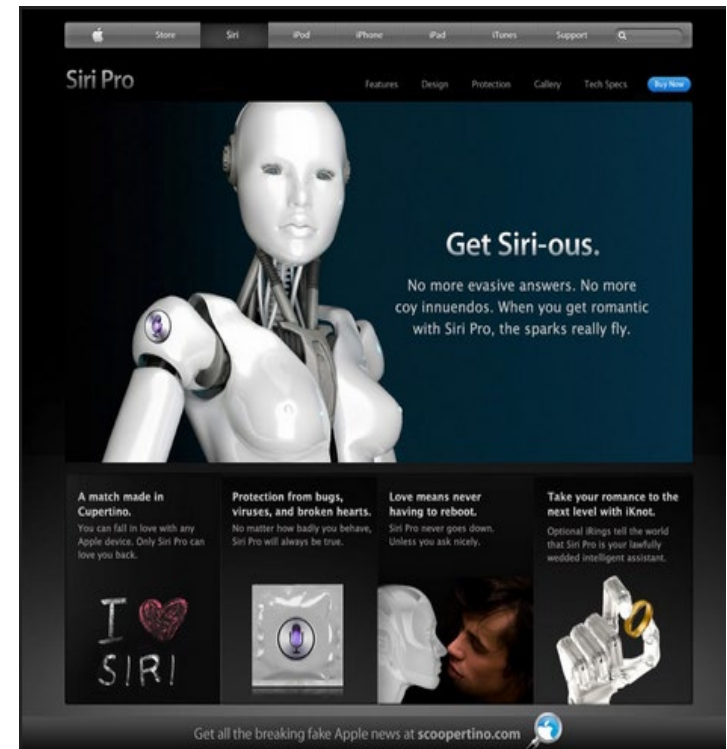 Store Siri iPod iPhone iPad iTunes Support
Siri Pro
Features Design Protection Gallery Tech Specs Buy Now
Get Siri-ous.
No more evasive answers. No more
coy innuendos. When you get romantic
with Siri Pro, the sparks really fly.
A match made in
Cupertino.
You can fall in love with any
Apple device. Only Siri Pro can
love you back.
I
SIRI
Protection from bugs,
viruses, and broken hearts.
No matter how badly you behave,
Siri Pro will always be true.
Love means never
having to reboot.
Siri Pro never goes down.
Unless you ask nicely.
Take your romance to the
next level with iKnot.
Optional iRings tell the world
that Siri Pro is your lawfully
wedded intelligent assistant.
Get all the breaking fake Apple news at scoopertino.com